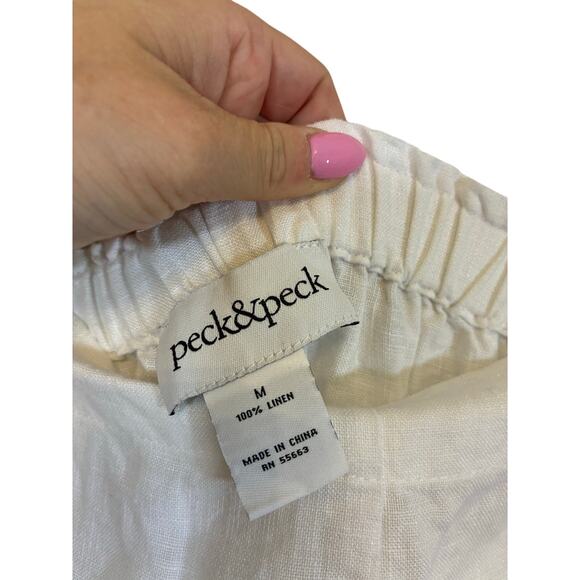 peck&peck
M
100% LINEN
MADE IN CHINA
RN 55663